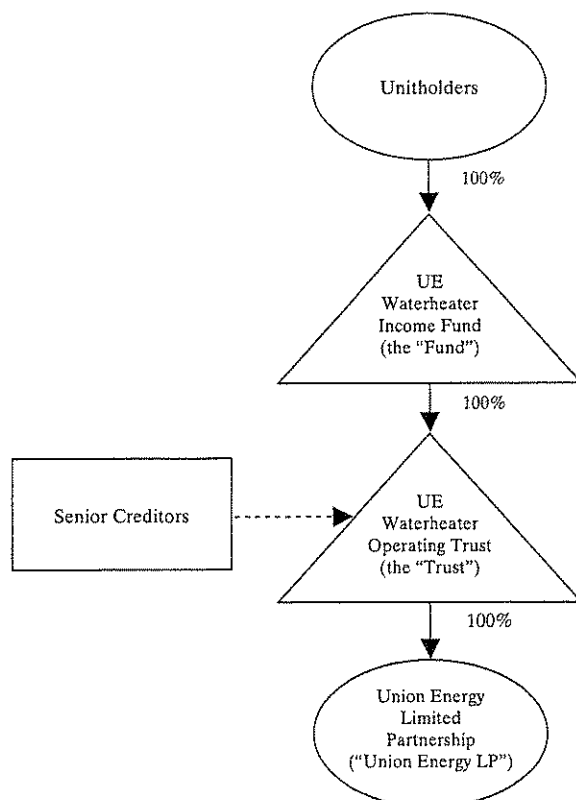 Unitholders
100%
UE
Waterheater
Income Fund
(the “Fund”)
100%
Senior Creditors
UE
Waterheater
Operating Trust
(the “Trust”)
100%
Union Energy
Limited
Partnership
(“Union Energy LP”)